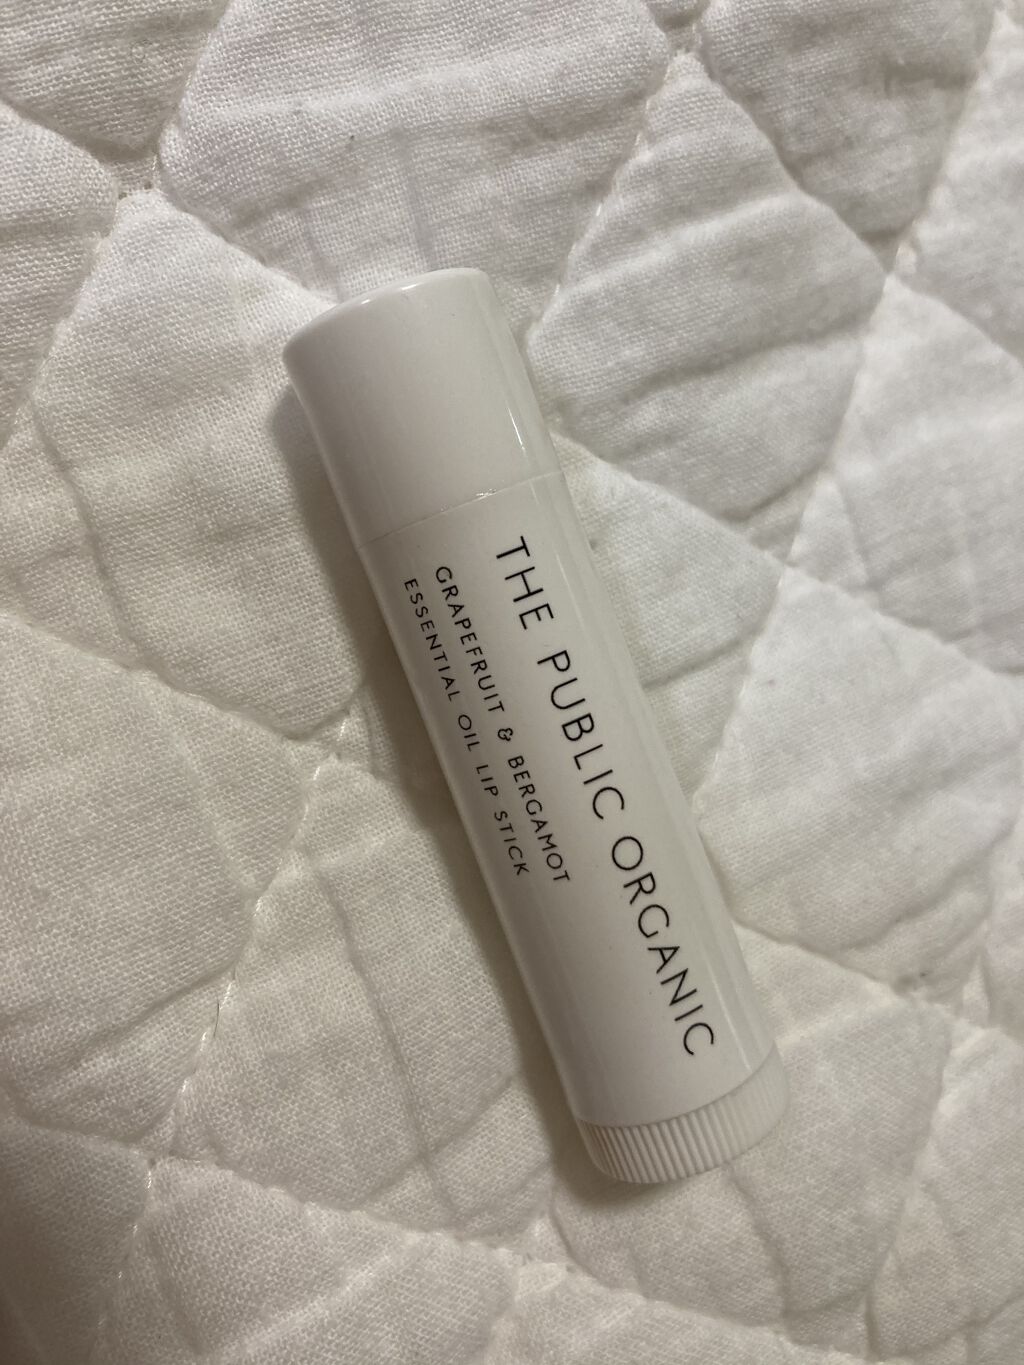 THE PUBLIC ORGANIC
GRAPEFRUIT & BERGAMOT
ESSENTIAL OIL LIP STICK